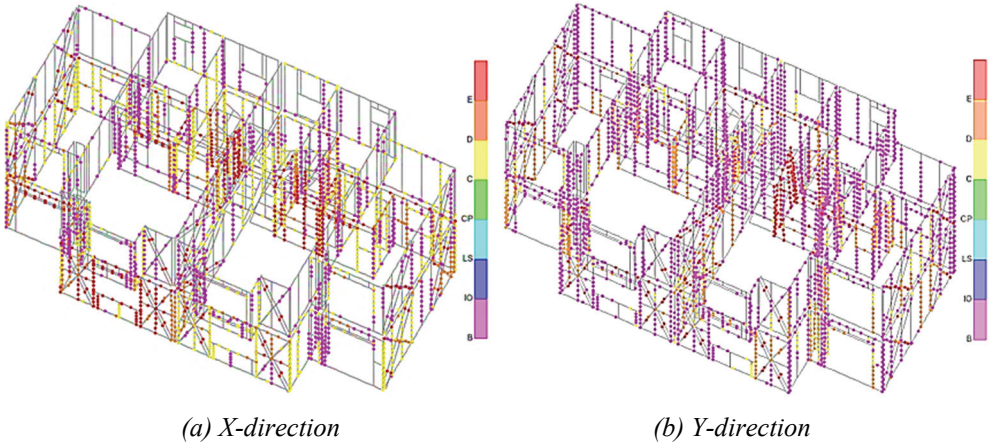 E
D
C
CP
LS
IO
B
E
D
C
CP
LS
IO
B
(a) X-direction
(b) Y-direction